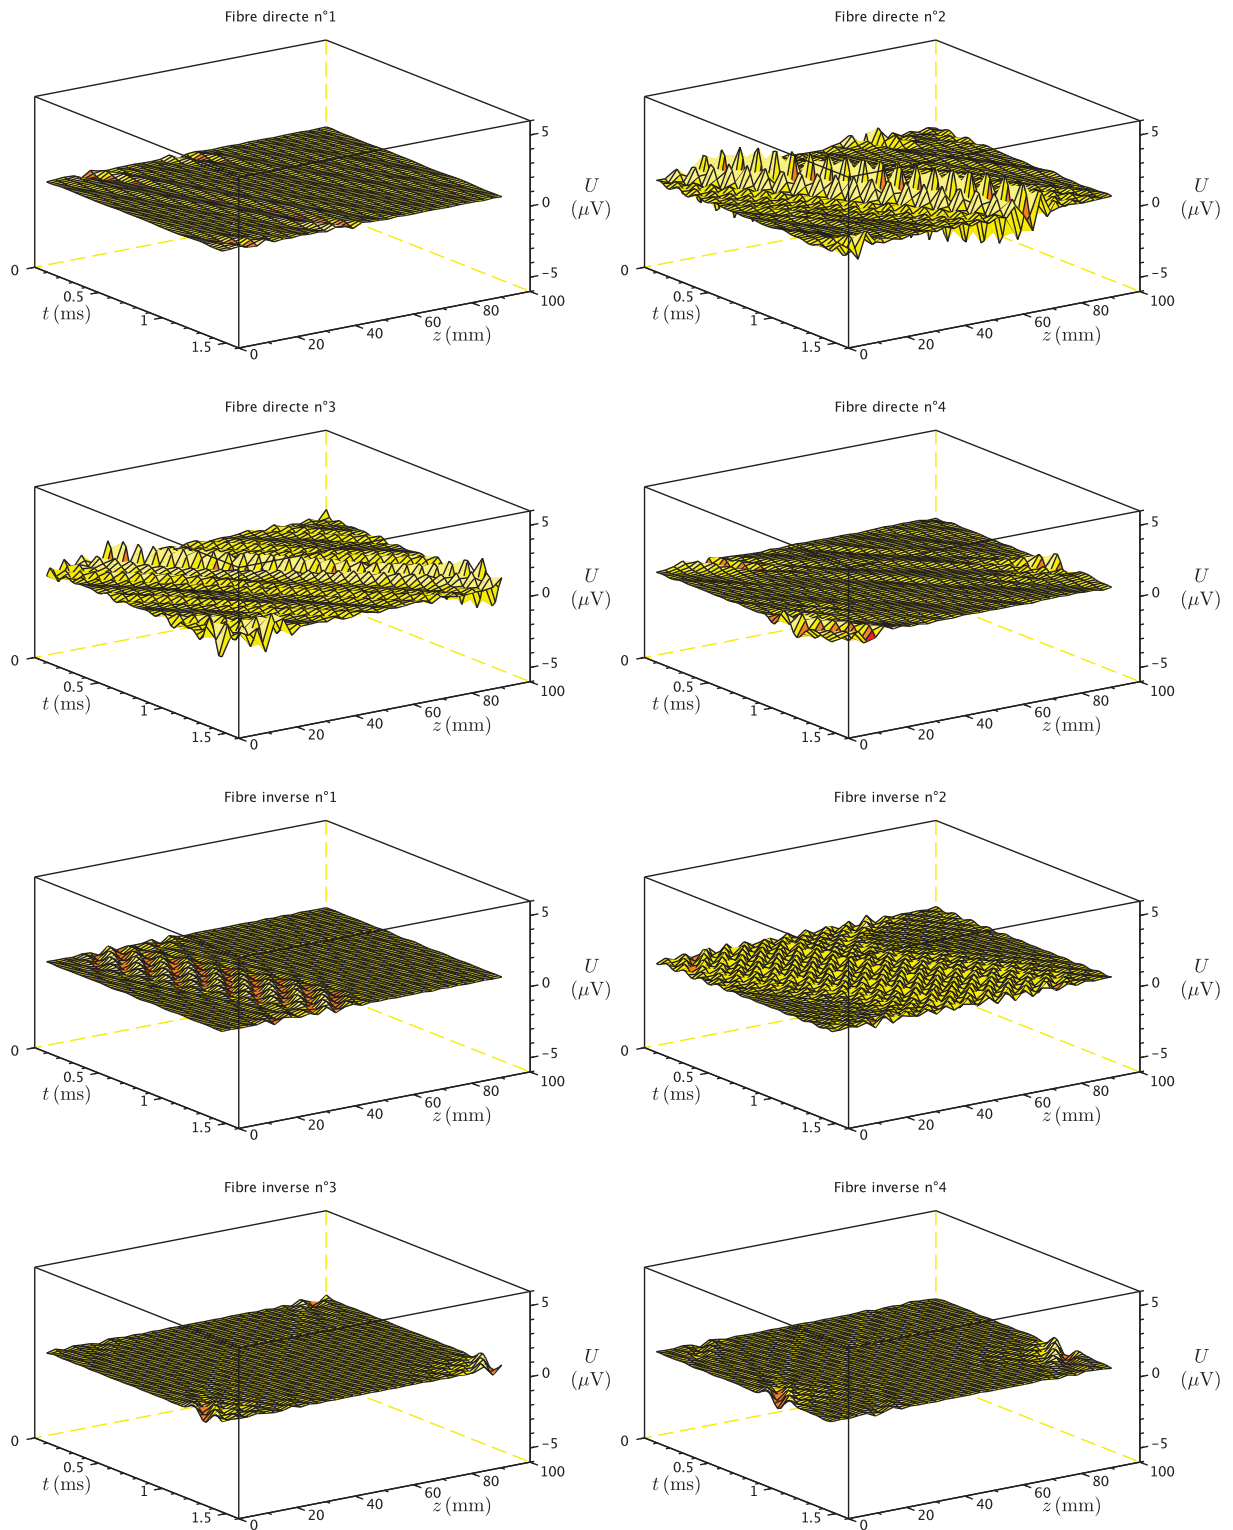 Fibre directe n°1
5
U
0
(µV)
−5
0
0.5
t (ms)
1
1.5
0
20
40
60
z (mm)
80
100
Fibre directe n°2
5
U
0
(µV)
−5
0
0.5
t (ms)
1
1.5
0
20
40
60
z (mm)
80
100
Fibre directe n°3
5
U
0
(µV)
−5
0
0.5
t (ms)
1
1.5
0
20
40
60
z (mm)
80
100
Fibre directe n°4
5
U
0
(µV)
−5
0
0.5
t (ms)
1
1.5
0
20
40
60
z (mm)
80
100
Fibre inverse n°1
5
U
0
(µV)
−5
0
0.5
t (ms)
1
1.5
0
20
40
60
z (mm)
80
100
Fibre inverse n°2
5
U
0
(µV)
−5
0
0.5
t (ms)
1
1.5
0
20
40
60
z (mm)
80
100
Fibre inverse n°3
5
U
0
(µV)
−5
0
0.5
t (ms)
1
1.5
0
20
40
60
z (mm)
80
100
Fibre inverse n°4
5
U
0
(µV)
−5
0
0.5
t (ms)
1
1.5
0
20
40
60
z (mm)
80
100